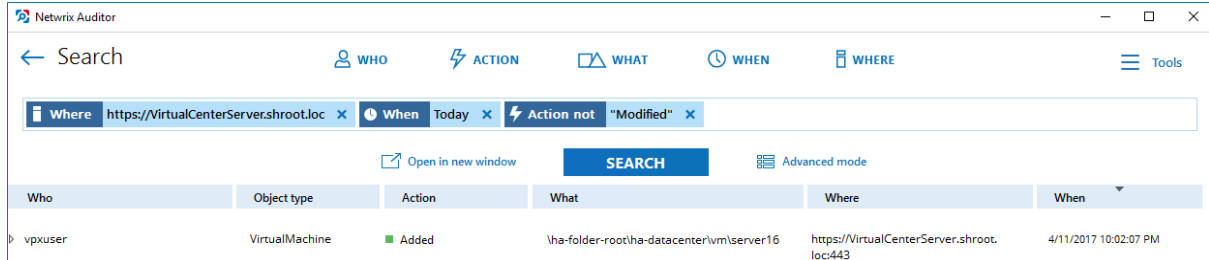 Netwrix Auditor
Search
WHO ACTION WHAT WHEN WHERE
Tools
Where https://VirtualCenterServer.shroot.loc When Today Action not "Modified"
Open in new window SEARCH Advanced mode
Who Object type Action What Where When
vpxuser VirtualMachine Added \ha-folder-root\ha-datacenter\vm\server16 https://VirtualCenterServer.shroot. 4/11/2017 10:02:07 PM
loc:443